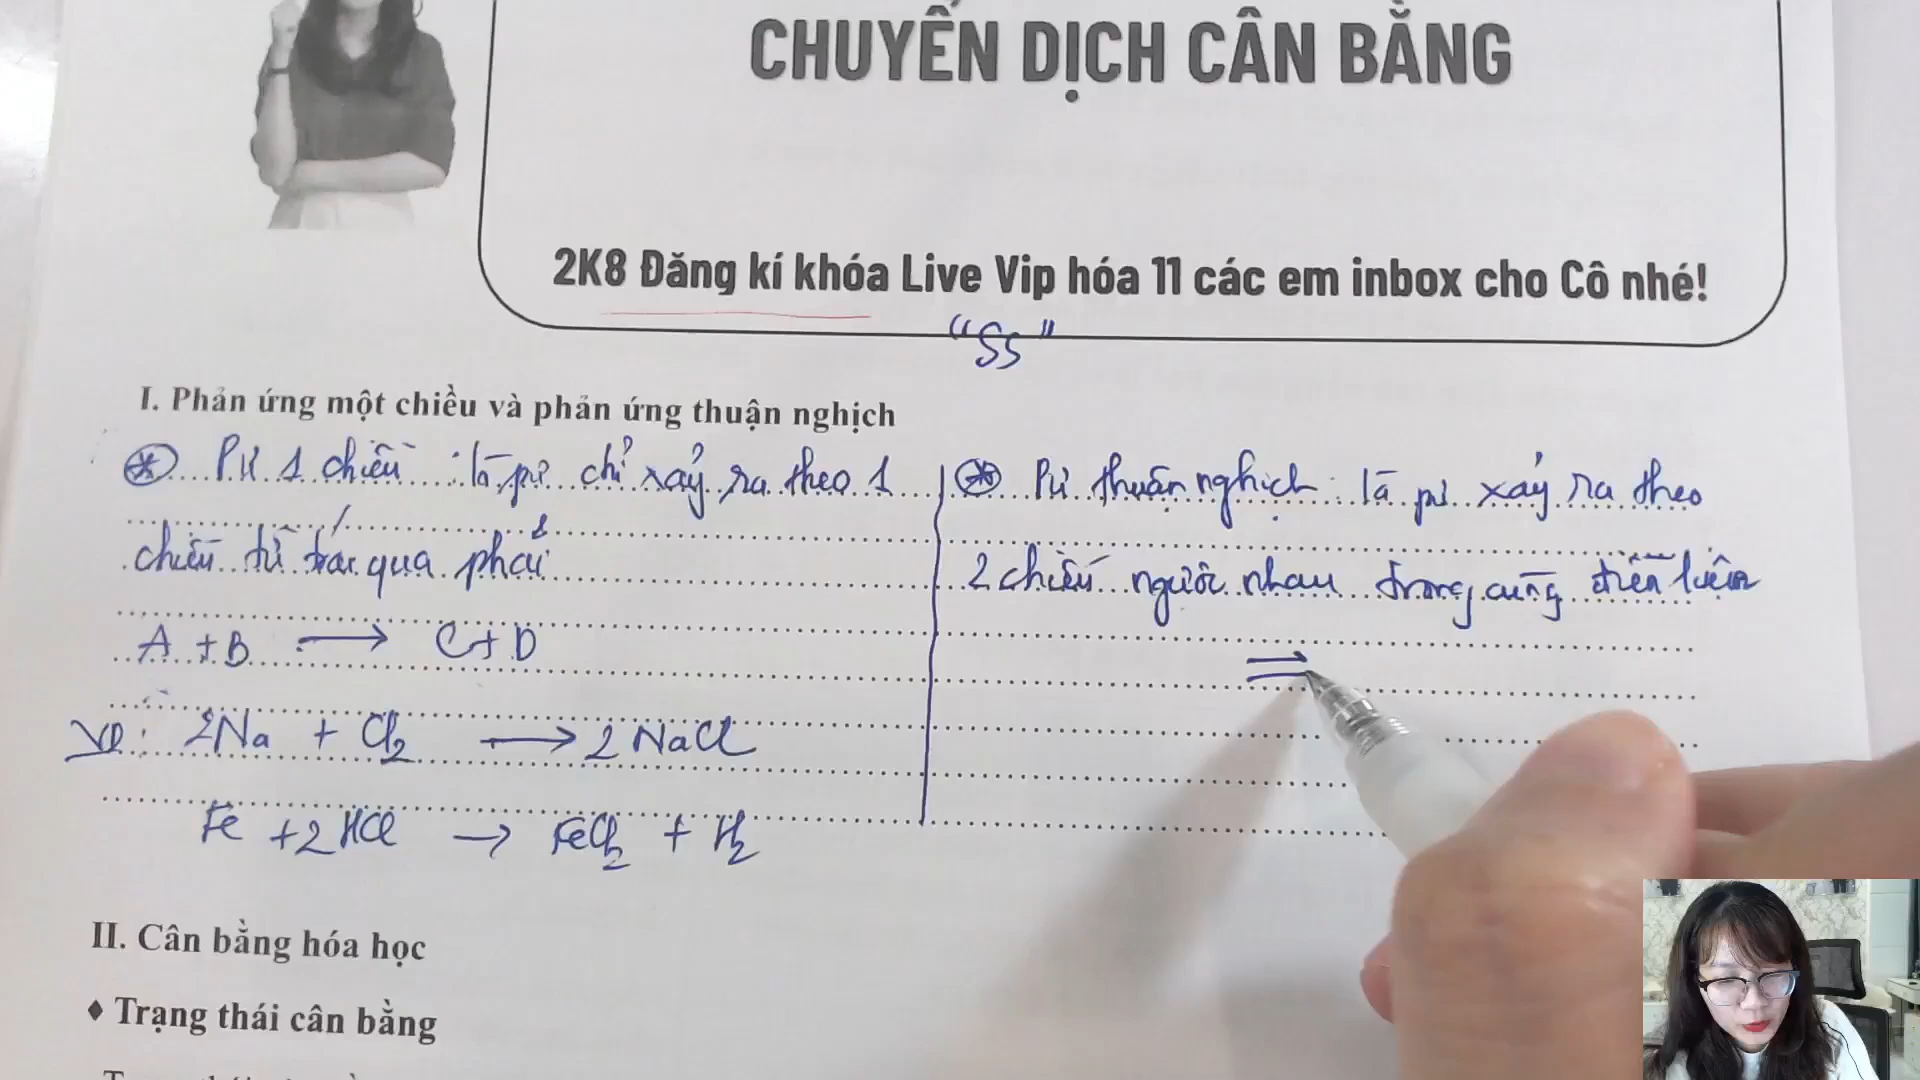 CHUYỂN DỊCH CÂN BẰNG
2K8 Đăng kí khóa Live Vip hóa 11 các em inbox cho Cô nhé!
"SS"
I. Phản ứng một chiều và phản ứng thuận nghịch
Pư 1 chiều : là pư chỉ xảy ra theo 1
chiều từ trái qua phải
A + B → C + D
VD: 2Na + Cl2 → 2NaCl
Fe + 2HCl → FeCl2 + H2
Pư thuận nghịch : là pư xảy ra theo
2 chiều ngược nhau trong cùng điều kiện
⇌
II. Cân bằng hóa học
♦ Trạng thái cân bằng